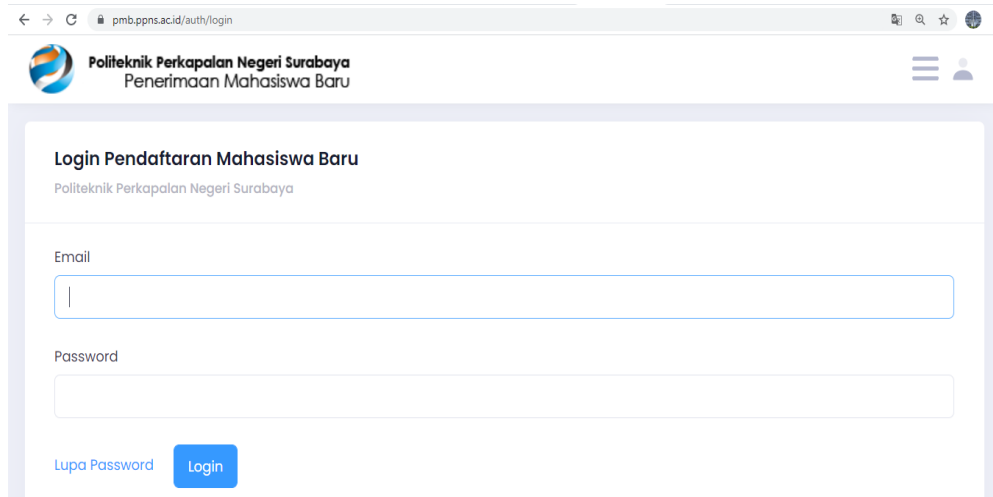 pmb.ppns.ac.id/auth/login
Politeknik Perkapalan Negeri Surabaya
Penerimaan Mahasiswa Baru
Login Pendaftaran Mahasiswa Baru
Politeknik Perkapalan Negeri Surabaya
Email
Password
Lupa Password Login